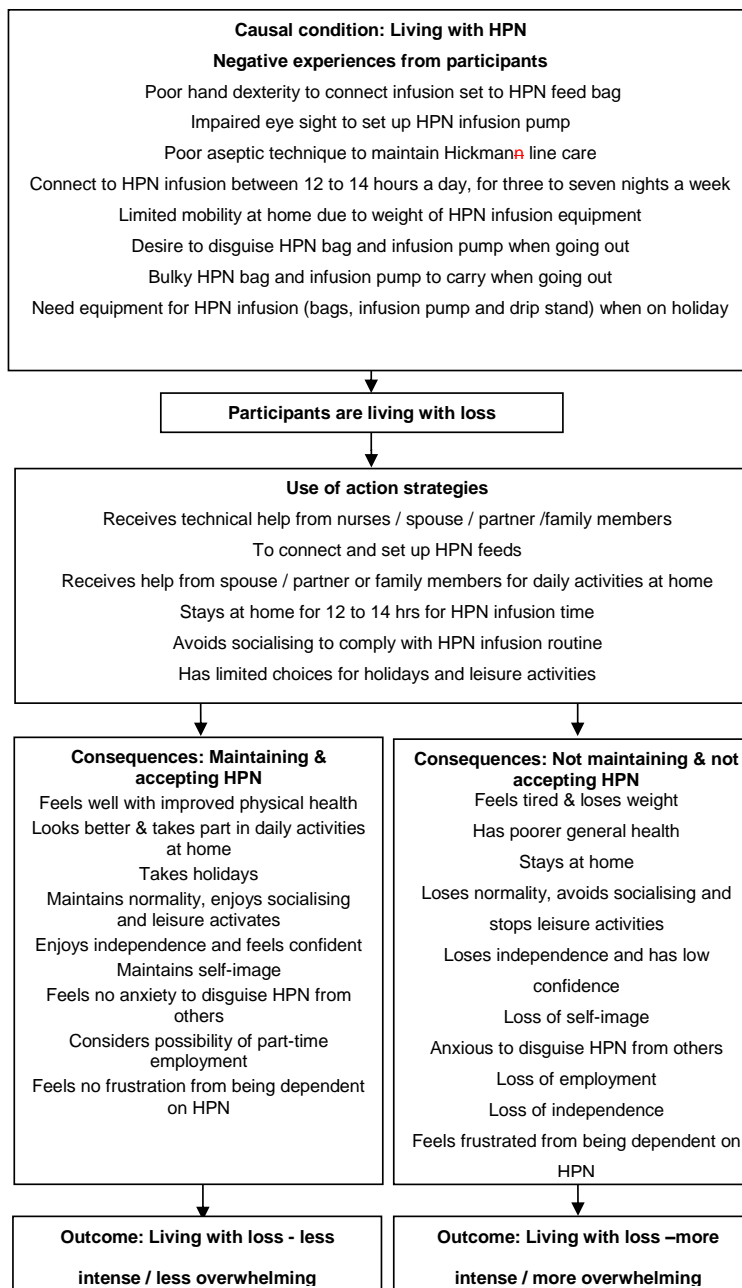 Causal condition: Living with HPN
Negative experiences from participants
Poor hand dexterity to connect infusion set to HPN feed bag
Impaired eye sight to set up HPN infusion pump
Poor aseptic technique to maintain Hickmann line care
Connect to HPN infusion between 12 to 14 hours a day, for three to seven nights a week
Limited mobility at home due to weight of HPN infusion equipment
Desire to disguise HPN bag and infusion pump when going out
Bulky HPN bag and infusion pump to carry when going out
Need equipment for HPN infusion (bags, infusion pump and drip stand) when on holiday
Participants are living with loss
Use of action strategies
Receives technical help from nurses / spouse / partner /family members
To connect and set up HPN feeds
Receives help from spouse / partner or family members for daily activities at home
Stays at home for 12 to 14 hrs for HPN infusion time
Avoids socialising to comply with HPN infusion routine
Has limited choices for holidays and leisure activities
Consequences: Maintaining &
accepting HPN
Feels well with improved physical health
Looks better & takes part in daily activities
at home
Takes holidays
Maintains normality, enjoys socialising
and leisure activates
Enjoys independence and feels confident
Maintains self-image
Feels no anxiety to disguise HPN from
others
Considers possibility of part-time
employment
Feels no frustration from being dependent
on HPN
Consequences: Not maintaining & not
accepting HPN
Feels tired & loses weight
Has poorer general health
Stays at home
Loses normality, avoids socialising and
stops leisure activities
Loses independence and has low
confidence
Loss of self-image
Anxious to disguise HPN from others
Loss of employment
Loss of independence
Feels frustrated from being dependent on
HPN
Outcome: Living with loss - less
intense / less overwhelming
Outcome: Living with loss –more
intense / more overwhelming